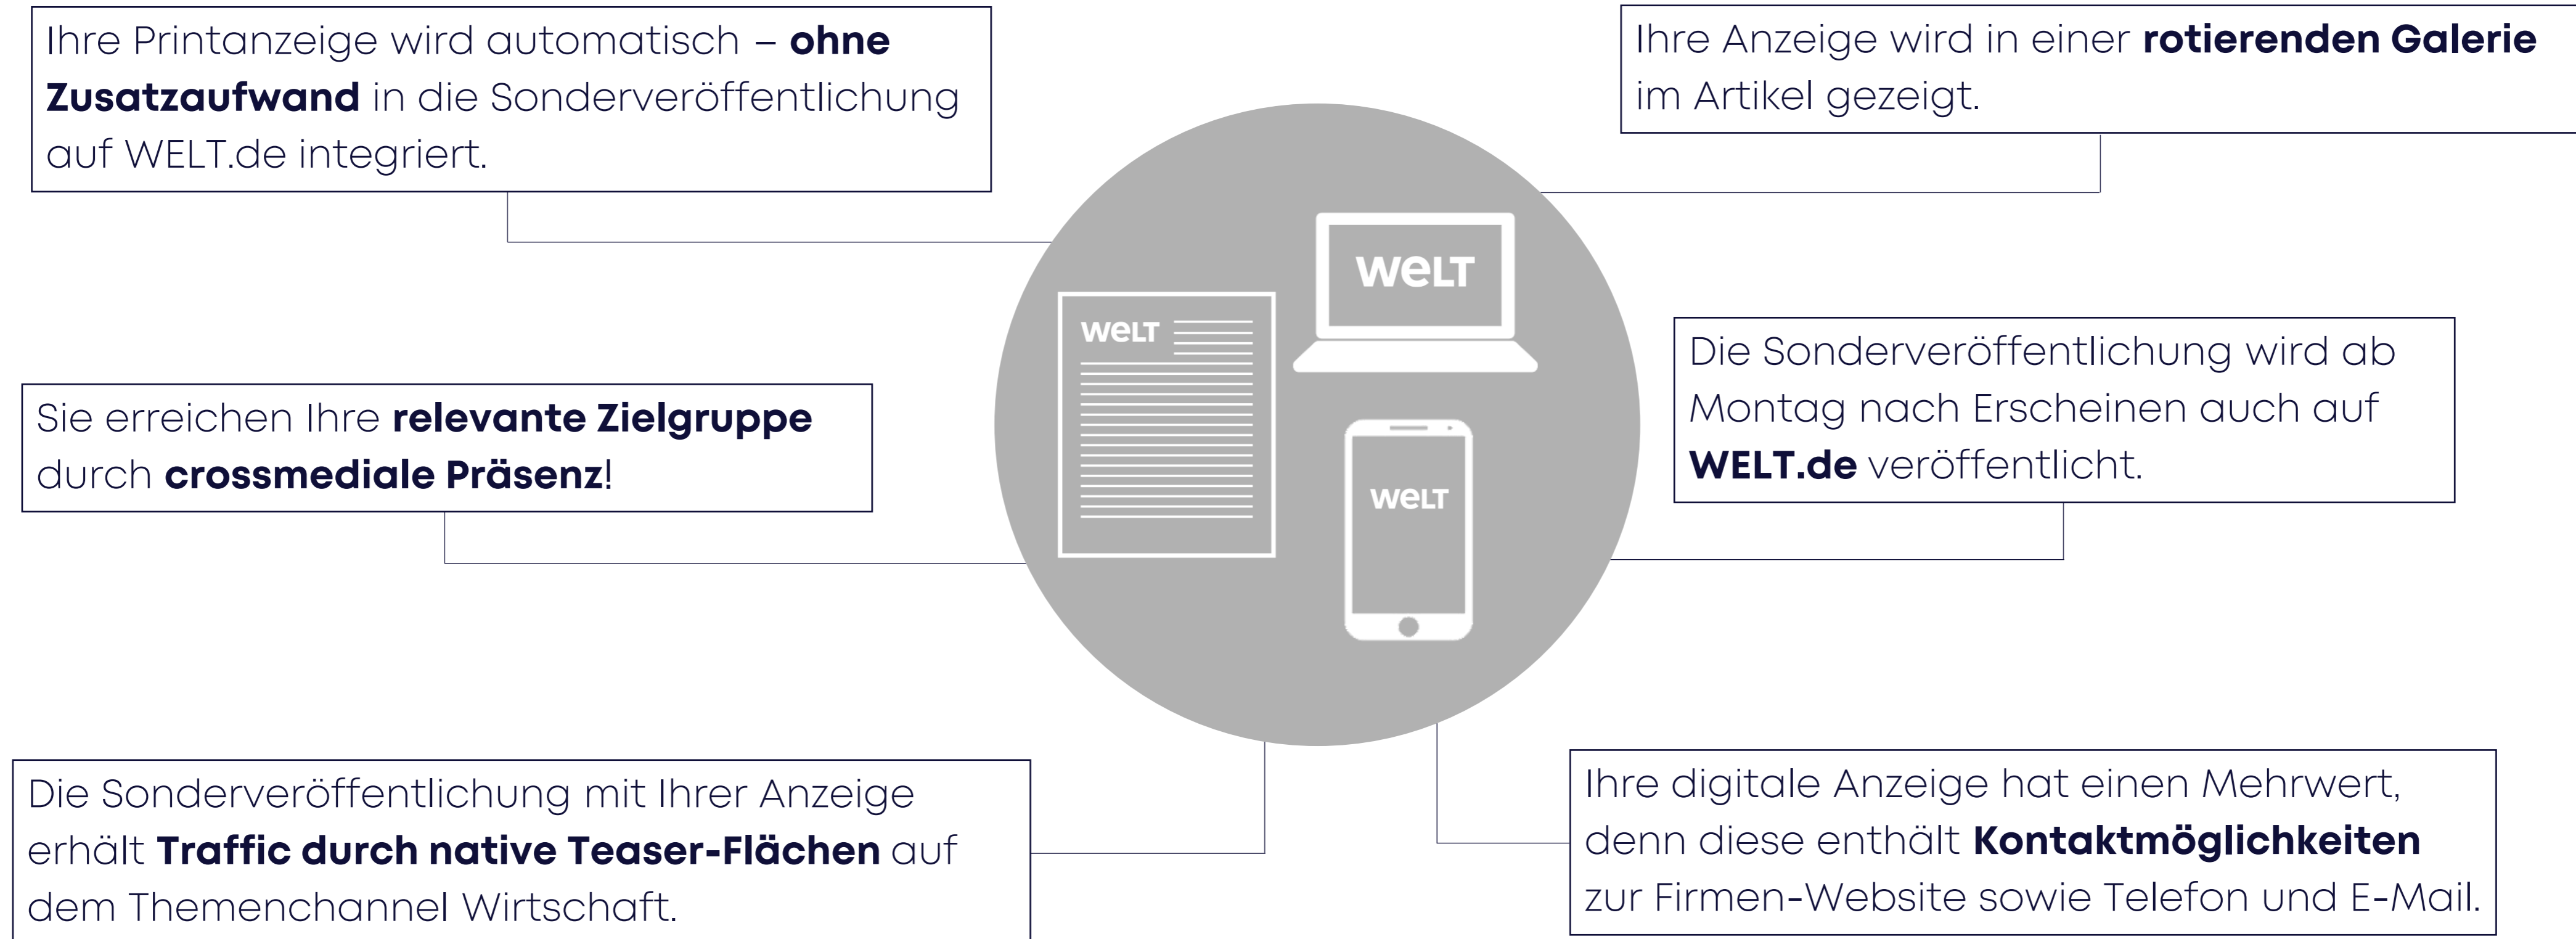 Ihre Printanzeige wird automatisch – ohne
Zusatzaufwand in die Sonderveröffentlichung
auf WELT.de integriert.
Ihre Anzeige wird in einer rotierenden Galerie
im Artikel gezeigt.
WELT
WELT
WELT
Sie erreichen Ihre relevante Zielgruppe
durch crossmediale Präsenz!
Die Sonderveröffentlichung wird ab
Montag nach Erscheinen auch auf
WELT.de veröffentlicht.
Die Sonderveröffentlichung mit Ihrer Anzeige
erhält Traffic durch native Teaser-Flächen auf
dem Themenchannel Wirtschaft.
Ihre digitale Anzeige hat einen Mehrwert,
denn diese enthält Kontaktmöglichkeiten
zur Firmen-Website sowie Telefon und E-Mail.